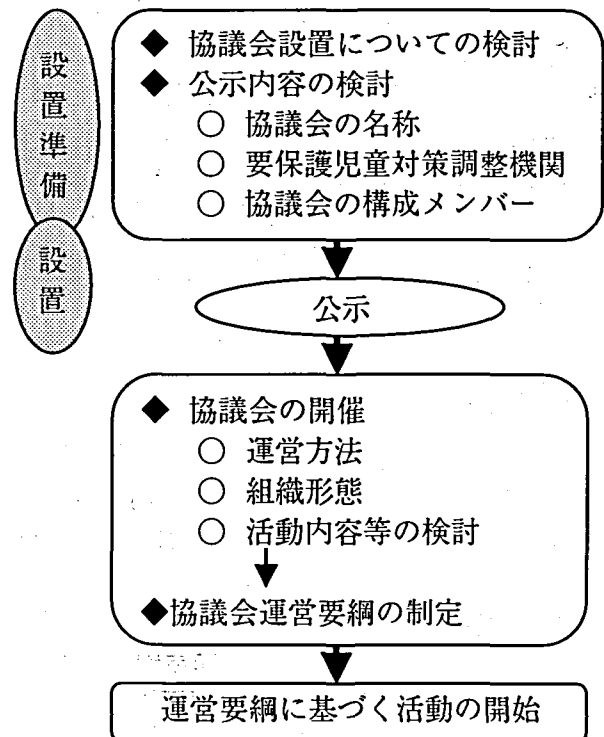 設置準備
◆ 協議会設置についての検討
◆ 公示内容の検討
○ 協議会の名称
○ 要保護児童対策調整機関
○ 協議会の構成メンバー
設置
公示
◆ 協議会の開催
○ 運営方法
○ 組織形態
○ 活動内容等の検討
◆協議会運営要綱の制定
運営要綱に基づく活動の開始